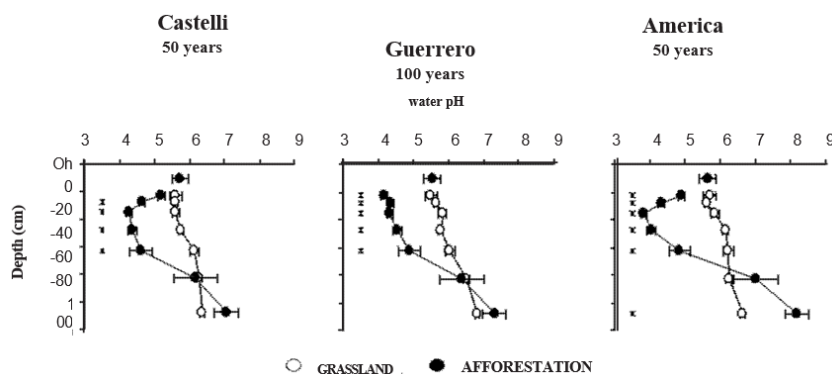 Castelli
50 years
Guerrero
100 years
America
50 years
water pH
3 4 5 6 7 8 9
3 4 5 6 7 8 9
3 4 5 6 7 8 9
Depth (cm)
Oh
0
-20
-40
-60
-80
1
00
GRASSLAND
AFFORESTATION